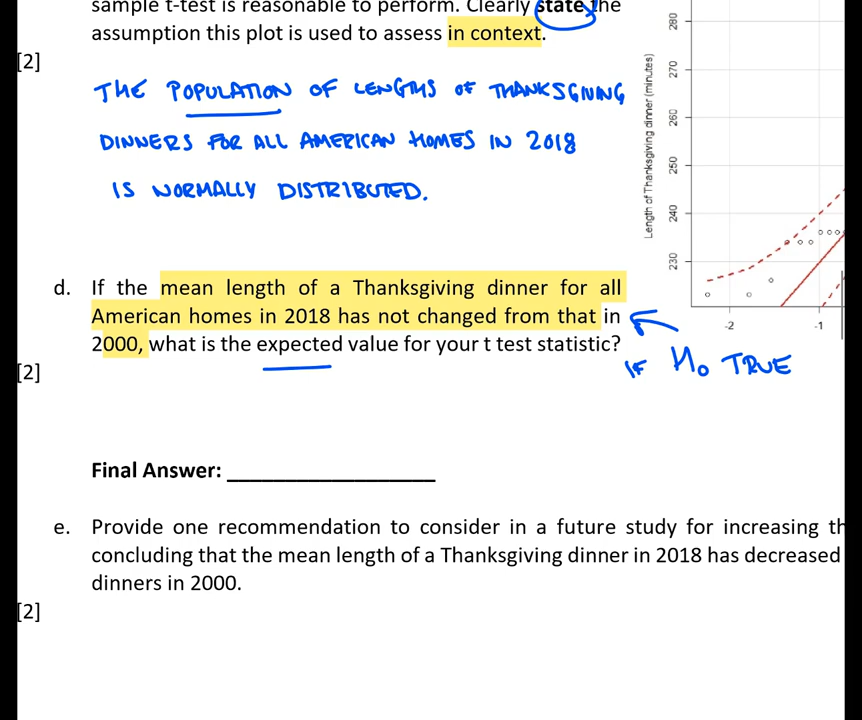 sample t-test is reasonable to perform. Clearly state the
assumption this plot is used to assess in context.
[2]
THE POPULATION OF LENGTHS OF THANKSGIVING
DINNERS FOR ALL AMERICAN HOMES IN 2018
IS NORMALLY DISTRIBUTED.
Length of Thanksgiving dinner (minutes)
280
270
260
250
240
230
-2
-1
d. If the mean length of a Thanksgiving dinner for all
American homes in 2018 has not changed from that in
2000, what is the expected value for your t test statistic?
[2]
IF H0 TRUE
Final Answer: ____________________
e. Provide one recommendation to consider in a future study for increasing th
concluding that the mean length of a Thanksgiving dinner in 2018 has decreased
dinners in 2000.
[2]